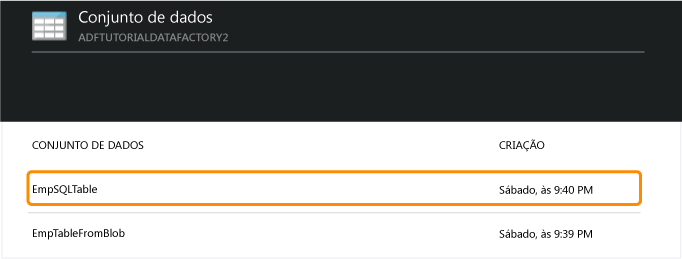 Conjunto de dados
ADFTUTORIALDATAFACTORY2
CONJUNTO DE DADOS CRIAÇÃO
EmpSQLTable Sábado, às 9:40 PM
EmpTableFromBlob Sábado, às 9:39 PM